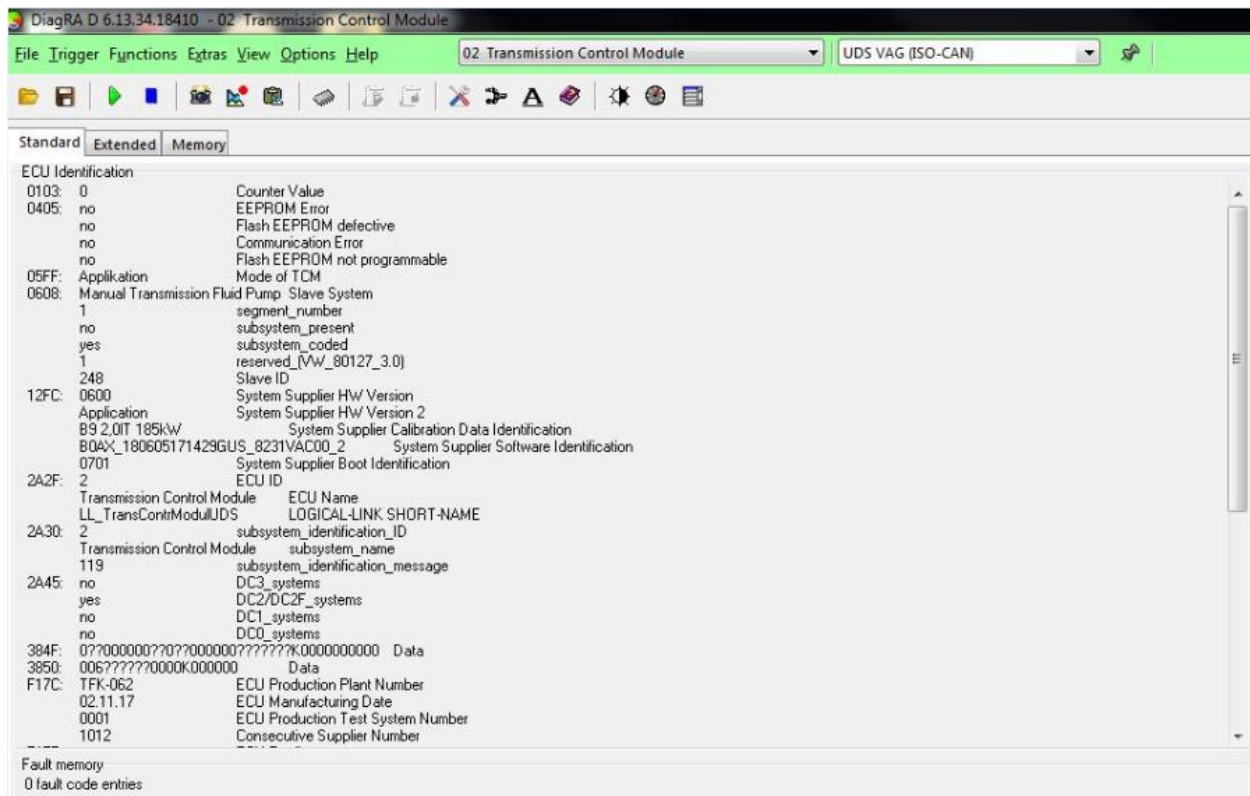 DiagRA D 6.13.34.18410 - 02 Transmission Control Module
File Trigger Functions Extras View Options Help 02 Transmission Control Module UDS VAG (ISO-CAN)
Standard Extended Memory
ECU Identification
0103: 0 Counter Value
0405: no EEPROM Error
no Flash EEPROM defective
no Communication Error
no Flash EEPROM not programmable
05FF: Applikation Mode of TCM
0608: Manual Transmission Fluid Pump Slave System
1 segment_number
no subsystem_present
yes subsystem_coded
1 reserved_(VW_80127_3.0)
248 Slave ID
12FC: 0600 System Supplier HW Version
Application System Supplier HW Version 2
B9 2,0lT 185kW System Supplier Calibration Data Identification
B0AX_180605171429GUS_8231VAC00_2 System Supplier Software Identification
0701 System Supplier Boot Identification
2A2F: 2 ECU ID
Transmission Control Module ECU Name
LL_TransContrModulUDS LOGICAL-LINK SHORT-NAME
2A30: 2 subsystem_identification_ID
Transmission Control Module subsystem_name
119 subsystem_identification_message
2A45: no DC3_systems
yes DC2/DC2F_systems
no DC1_systems
no DC0_systems
384F: 0??000000??0??000000???????K0000000000 Data
3850: 006??????0000K000000 Data
F17C: TFK-062 ECU Production Plant Number
02.11.17 ECU Manufacturing Date
0001 ECU Production Test System Number
1012 Consecutive Supplier Number
Fault memory
0 fault code entries